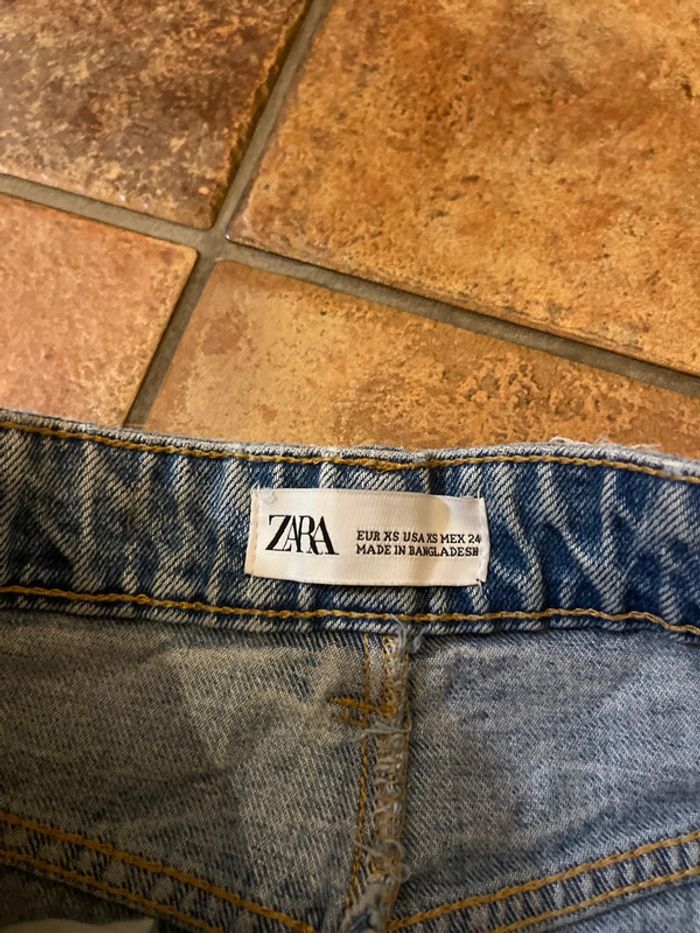 ZARA
EUR XS USA XS MEX 24
MADE IN BANGLADESH